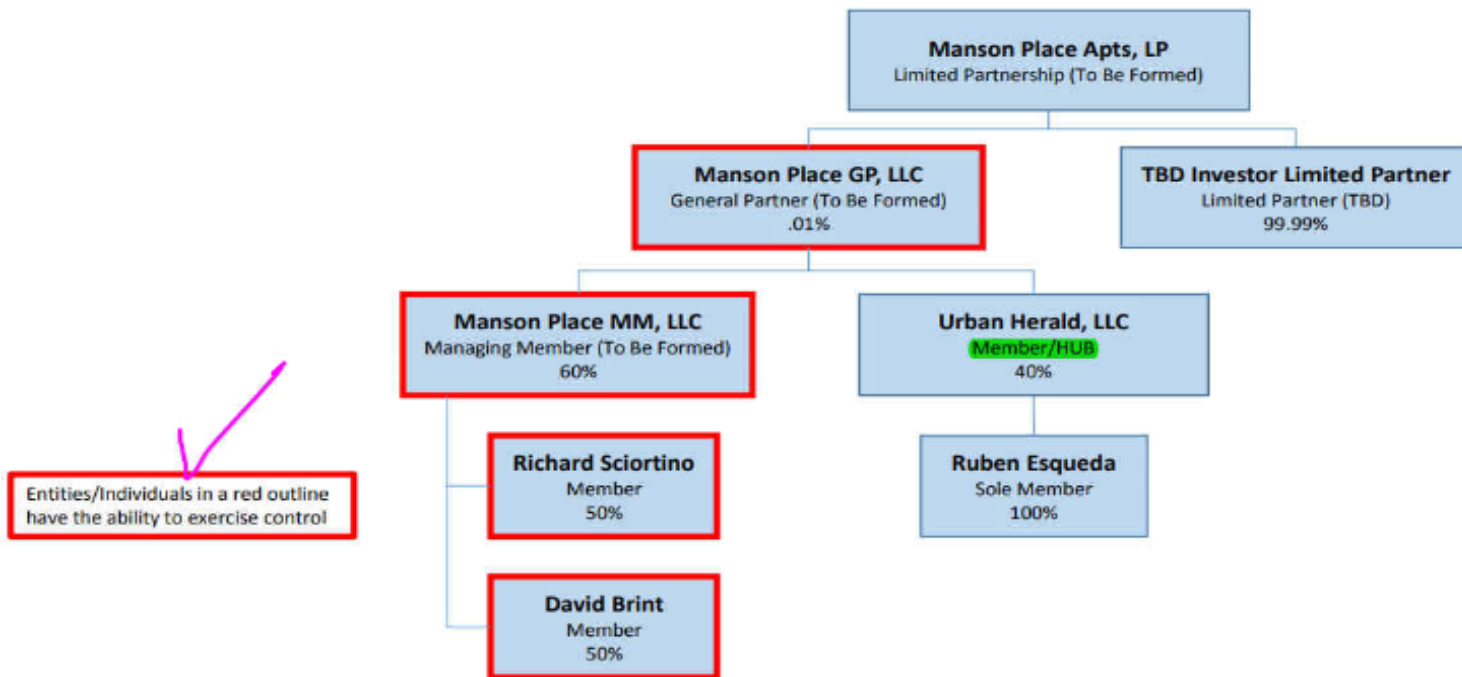 Manson Place Apts, LP
Limited Partnership (To Be Formed)
Manson Place GP, LLC
General Partner (To Be Formed)
.01%
TBD Investor Limited Partner
Limited Partner (TBD)
99.99%
Manson Place MM, LLC
Managing Member (To Be Formed)
60%
Urban Herald, LLC
Member/HUB
40%
Richard Sciortino
Member
50%
Ruben Esqueda
Sole Member
100%
Entities/Individuals in a red outline
have the ability to exercise control
David Brint
Member
50%